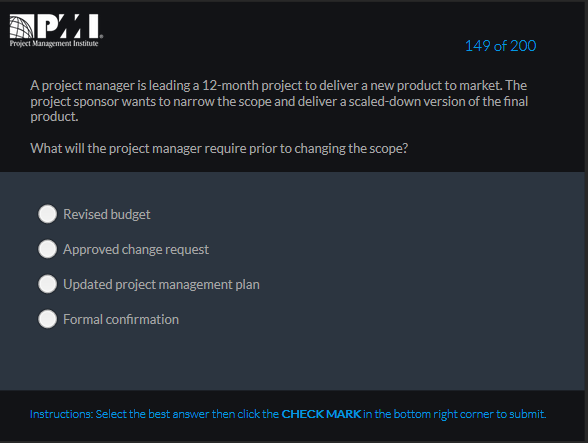 PMI
Project Management Institute
149 of 200
A project manager is leading a 12-month project to deliver a new product to market. The
project sponsor wants to narrow the scope and deliver a scaled-down version of the final
product.
What will the project manager require prior to changing the scope?
Revised budget
Approved change request
Updated project management plan
Formal confirmation
Instructions: Select the best answer then click the CHECK MARK in the bottom right corner to submit.